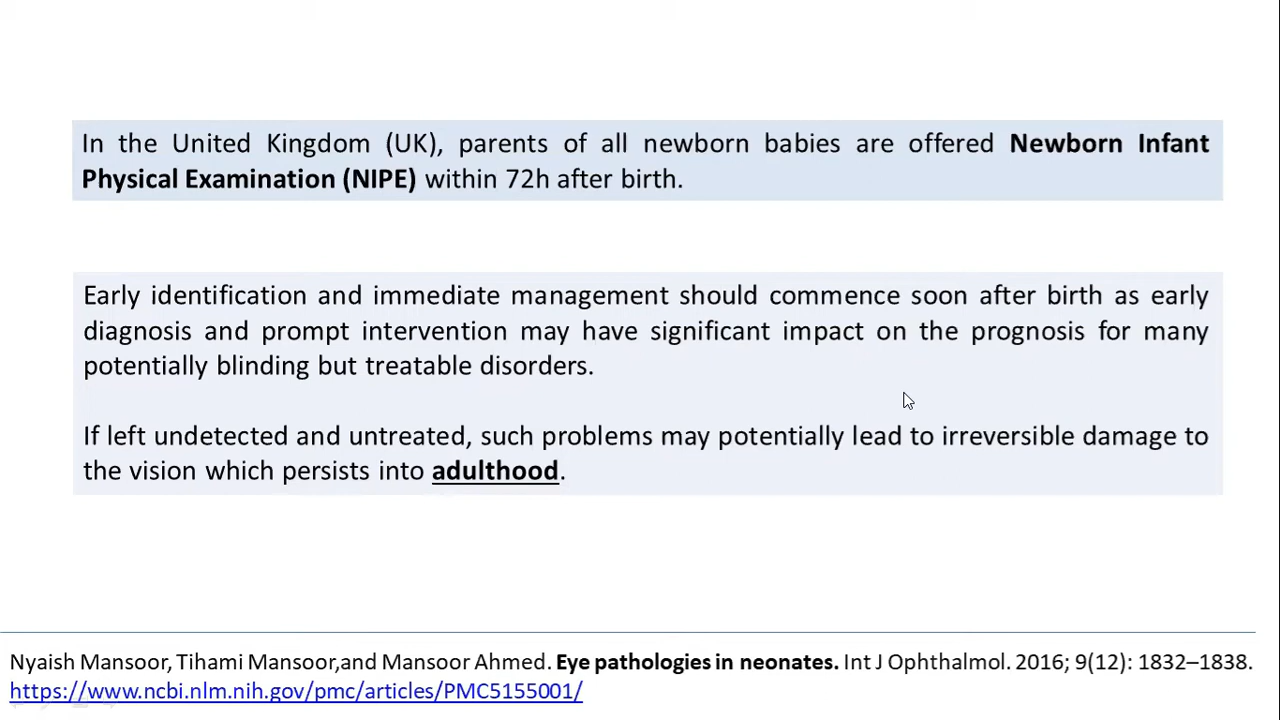 In the United Kingdom (UK), parents of all newborn babies are offered Newborn Infant
Physical Examination (NIPE) within 72h after birth.
Early identification and immediate management should commence soon after birth as early
diagnosis and prompt intervention may have significant impact on the prognosis for many
potentially blinding but treatable disorders.
If left undetected and untreated, such problems may potentially lead to irreversible damage to
the vision which persists into adulthood.
Nyaish Mansoor, Tihami Mansoor,and Mansoor Ahmed. Eye pathologies in neonates. Int J Ophthalmol. 2016; 9(12): 1832–1838.
https://www.ncbi.nlm.nih.gov/pmc/articles/PMC5155001/